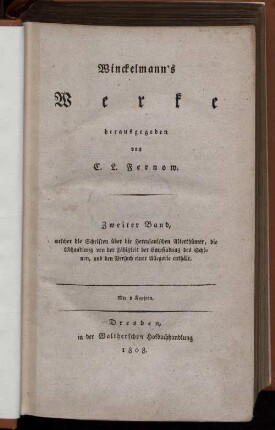 Winckelmann's
Werke
herausgegeben
von
C. L. Fernow.
Zweiter Band,
welcher die Schriften über die Herculanischen Alterthümer, die
Abhandlung von der Fähigkeit der Empfindung des Schö-
nen, und den Versuch einer Allegorie enthält.
Mit 8 Kupfern.
Dresden,
in der Waltherschen Hofbuchhandlung
1808.